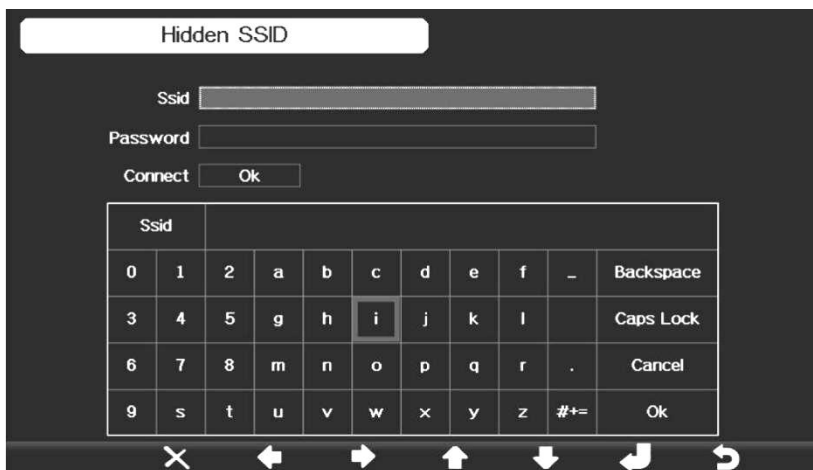 Hidden SSID
Ssid
Password
Connect Ok
Ssid
0 1 2 a b c d e f _ Backspace
3 4 5 g h i j k l Caps Lock
6 7 8 m n o p q r . Cancel
9 s t u v w x y z #+= Ok